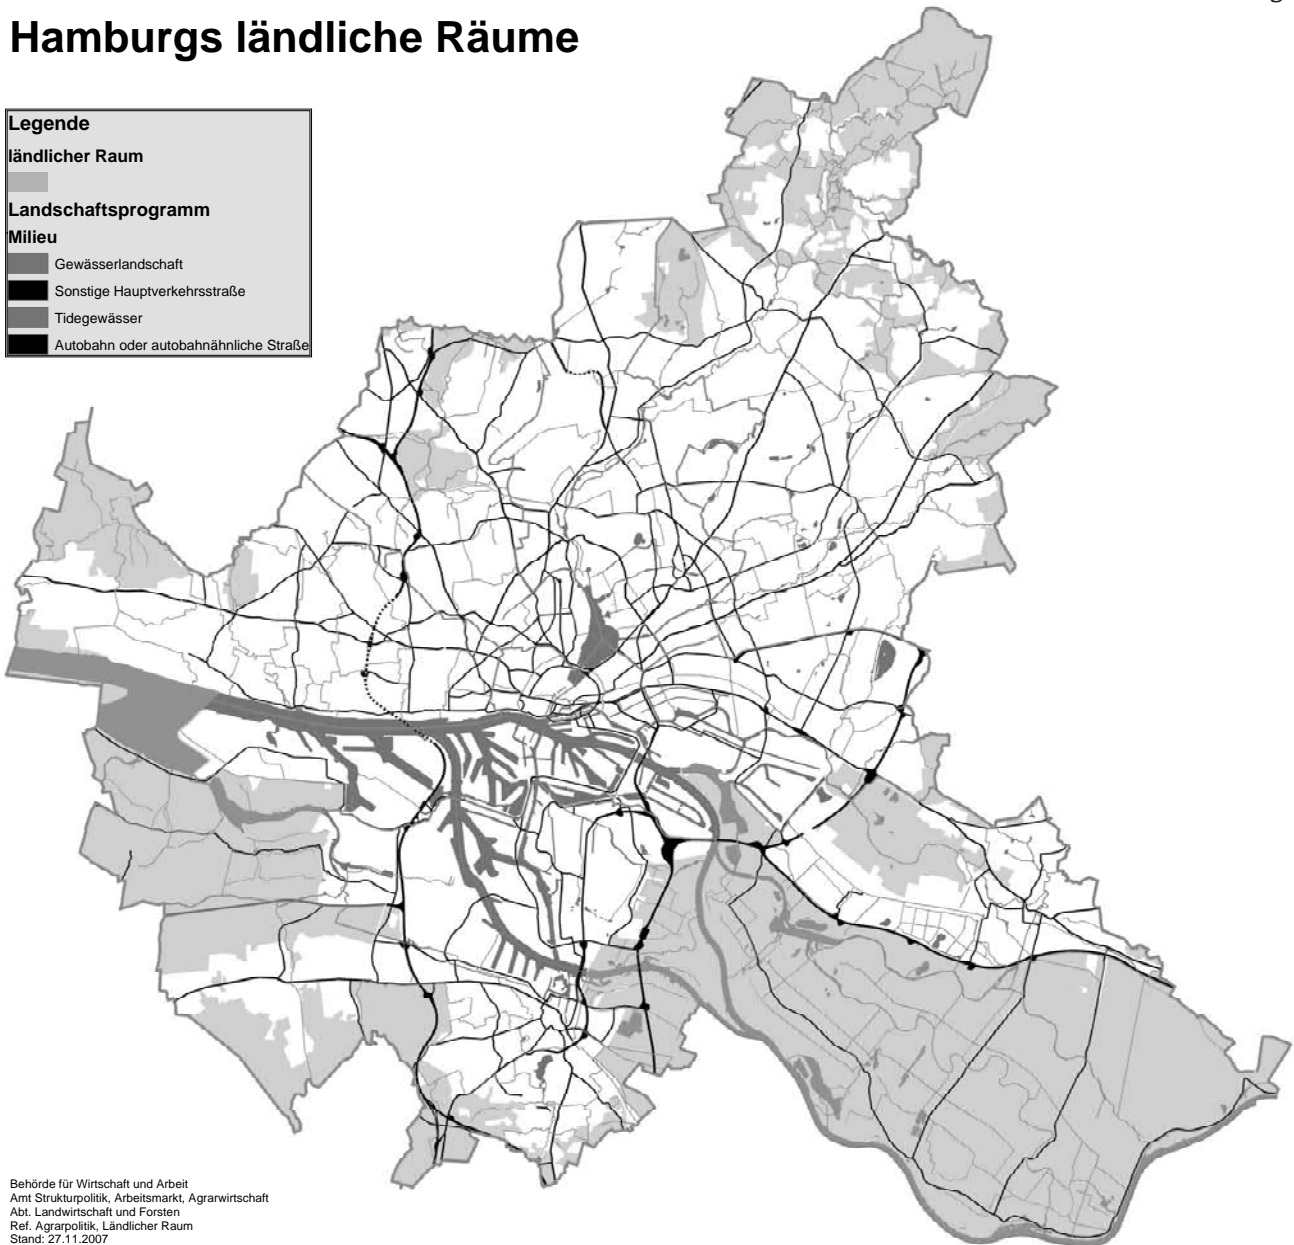 g
Hamburgs ländliche Räume
Legende
ländlicher Raum
Landschaftsprogramm
Milieu
Gewässerlandschaft
Sonstige Hauptverkehrsstraße
Tidegewässer
Autobahn oder autobahnähnliche Straße
Behörde für Wirtschaft und Arbeit
Amt Strukturpolitik, Arbeitsmarkt, Agrarwirtschaft
Abt. Landwirtschaft und Forsten
Ref. Agrarpolitik, Ländlicher Raum
Stand: 27.11.2007